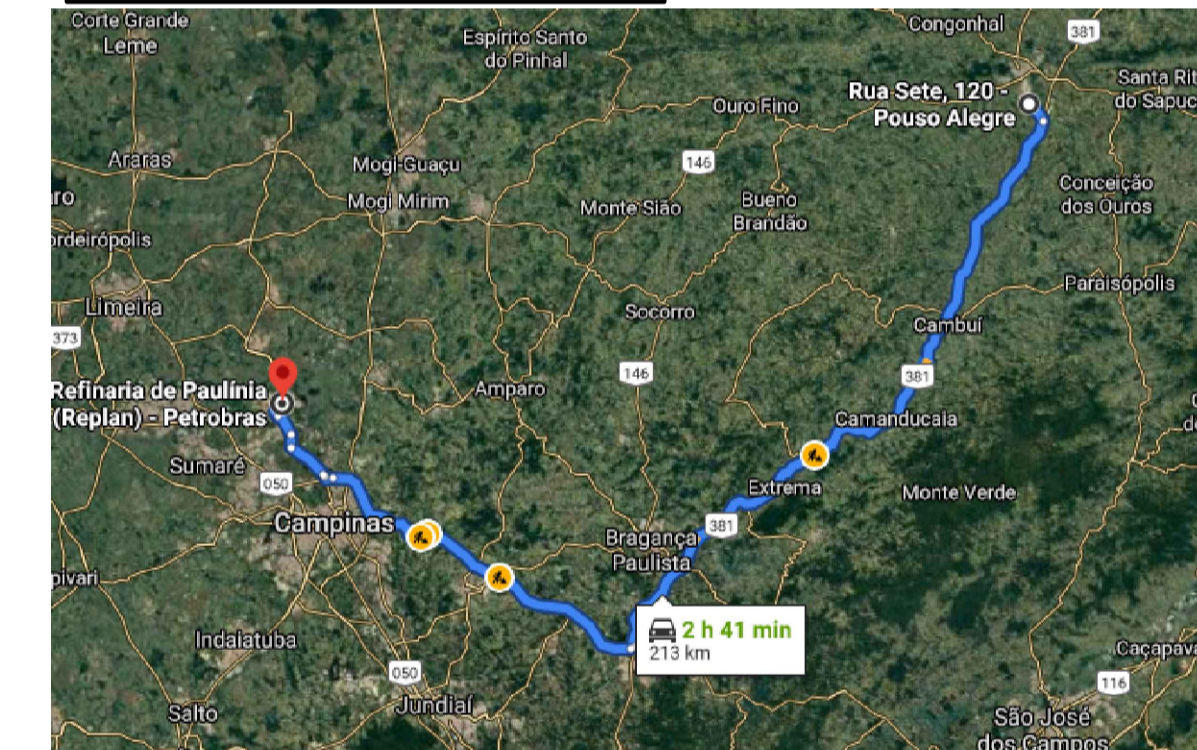 Corte Grande
Leme
Espírito Santo
do Pinhal
Congonhal
381
Rua Sete, 120 -
Pouso Alegre
Santa Rit
do Sapuc
Ouro Fino
Araras
Mogi-Guaçu
146
Mogi Mirim
Monte Sião
Bueno
Brandão
Conceição
dos Ouros
ro
ordeirópolis
Limeira
Socorro
Paraisópolis
Cambuí
373
146
381
Refinaria de Paulínia
(Replan) - Petrobras
Amparo
Camanducaia
Sumaré
050
Extrema
Monte Verde
Campinas
381
Bragança
Paulista
pivari
2 h 41 min
213 km
Indaiatuba
050
Caçapava
116
Jundiaí
Salto
São José
dos Campos